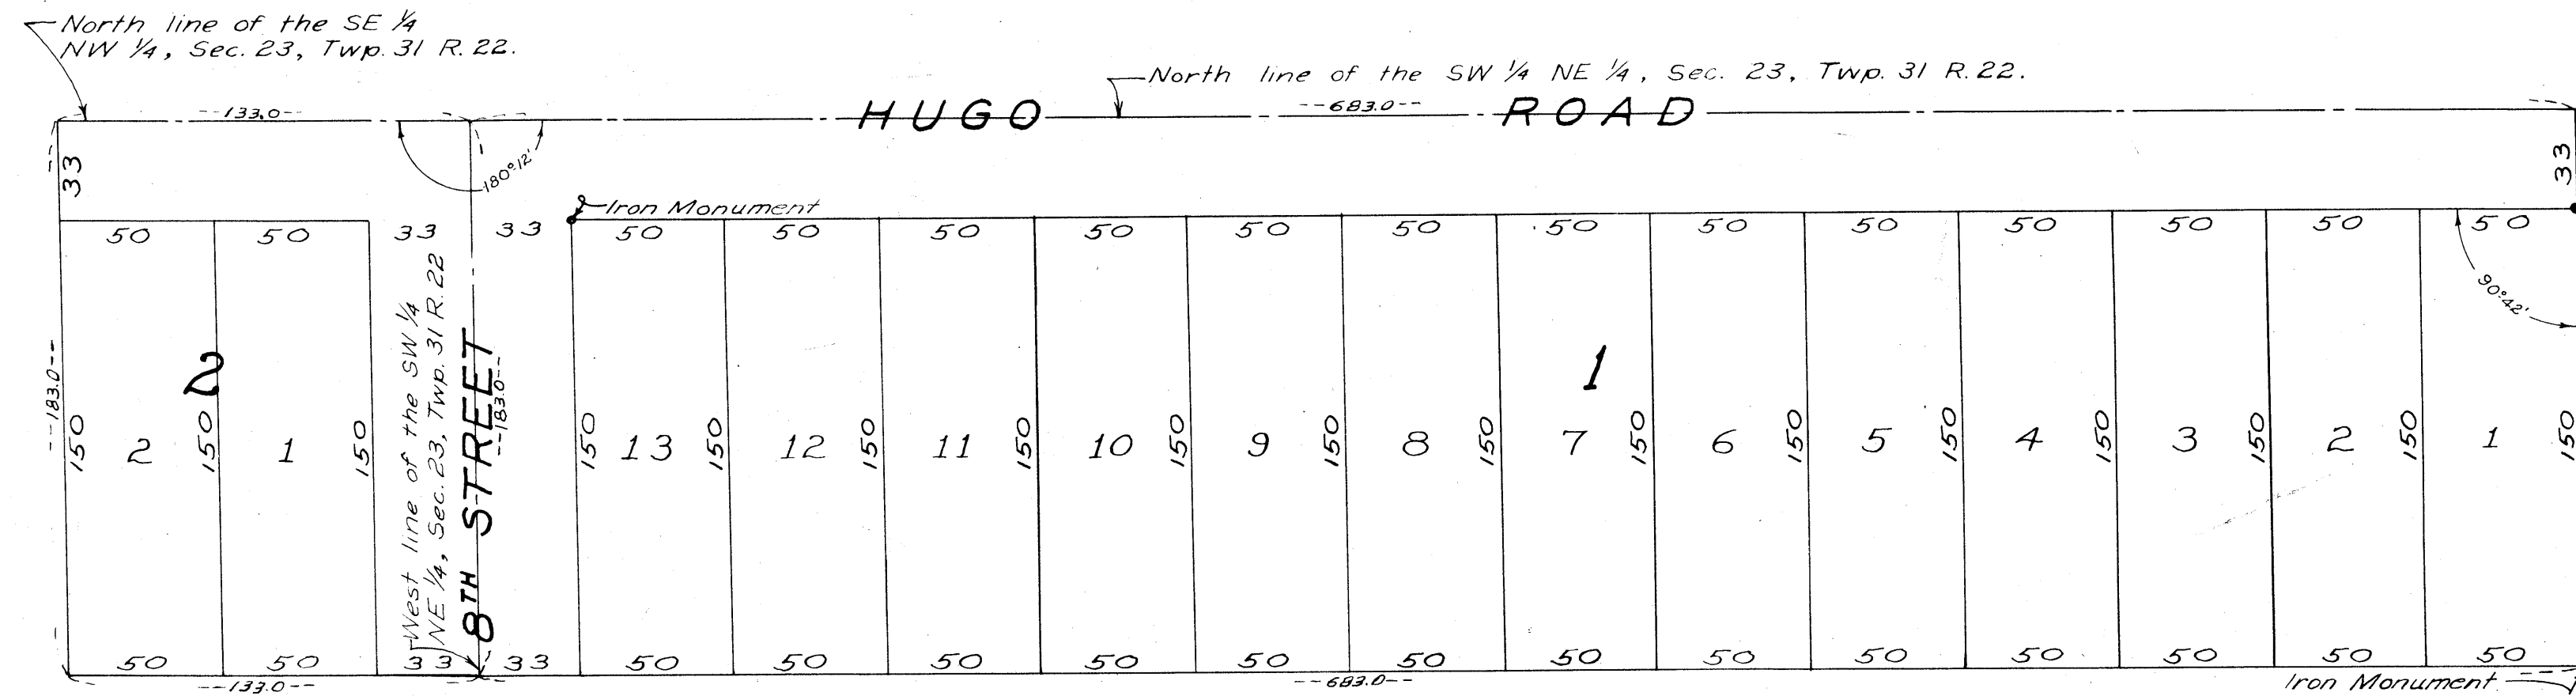 North line of the SE ¼
NW ¼, Sec. 23, Twp. 31 R. 22.
North line of the SW ¼ NE ¼, Sec. 23, Twp. 31 R. 22.
--133.0-- HUGO --683.0-- ROAD
33 180°12' 33
Iron Monument
50 50 33 33 50 50 50 50 50 50 50 50 50 50 50 50 50
90°42'
West line of the SW ¼
NE ¼, Sec. 23, Twp. 31 R. 22
8TH STREET
--183.0--
--183.0--
2 1
150 2 150 1 150 150 13 150 12 150 11 150 10 150 9 150 8 150 7 150 6 150 5 150 4 150 3 150 2 150 1 150
50 50 33 33 50 50 50 50 50 50 50 50 50 50 50 50 50
--133.0-- --683.0-- Iron Monument